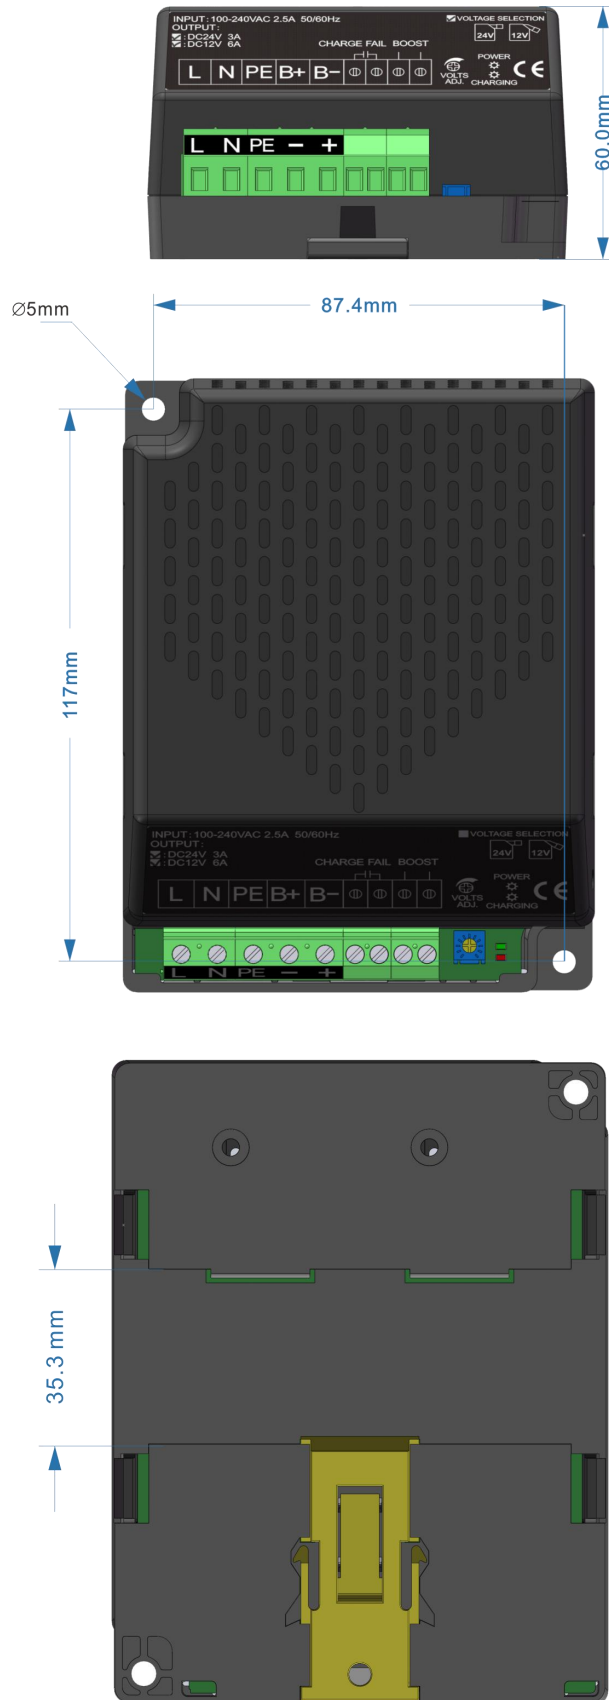 INPUT: 100-240VAC 2.5A 50/60Hz
OUTPUT:
: DC24V 3A
: DC12V 6A
VOLTAGE SELECTION
24V 12V
CHARGE FAIL BOOST
POWER
L N PE B+ B-
VOLTS ADJ.
CHARGING
CE
L N PE − +
60.0mm
Ø5mm
87.4mm
117mm
INPUT: 100-240VAC 2.5A 50/60Hz
OUTPUT:
: DC24V 3A
: DC12V 6A
VOLTAGE SELECTION
24V 12V
CHARGE FAIL BOOST
POWER
L N PE B+ B-
VOLTS ADJ.
CHARGING
CE
L N PE − +
35.3mm